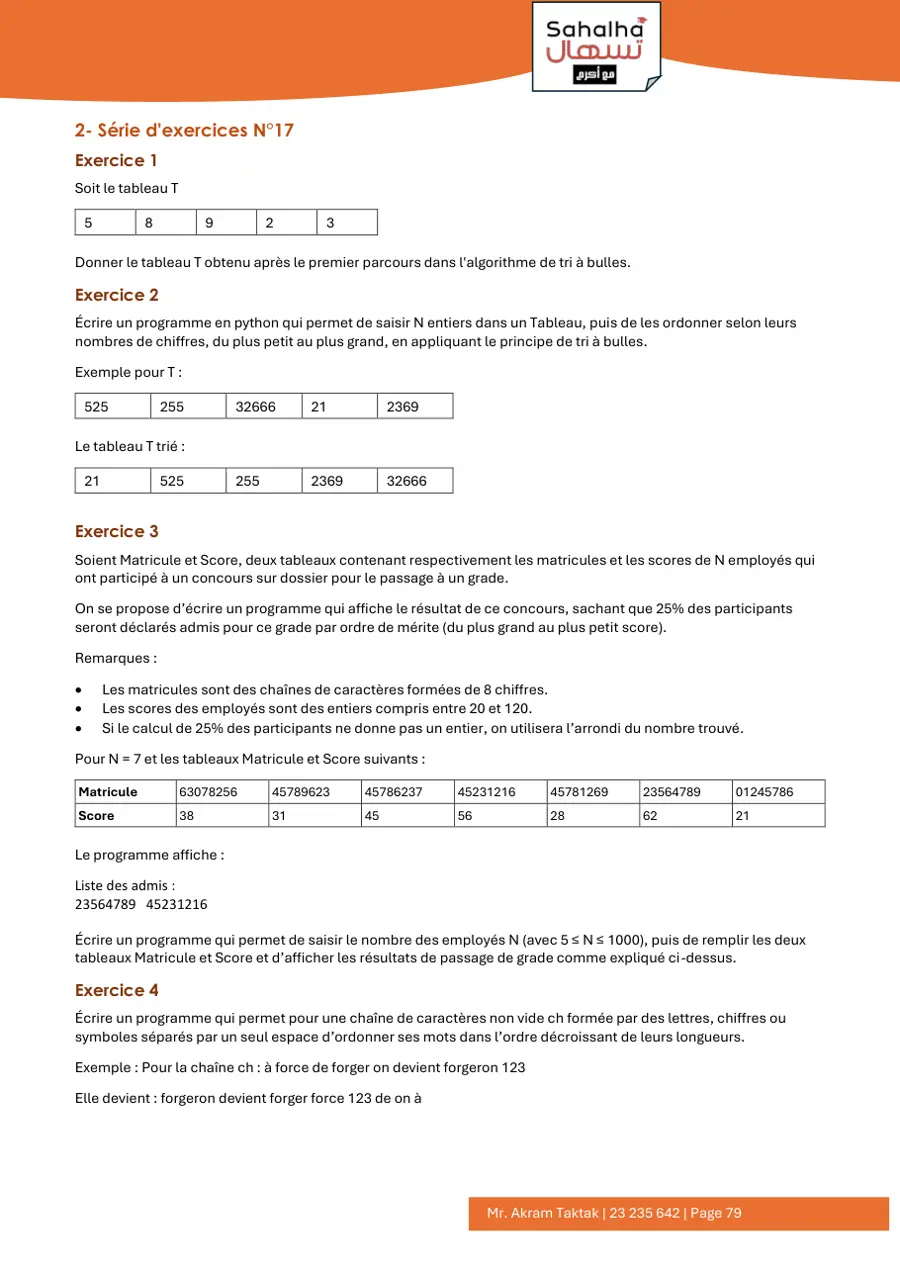 Sahalha
تسهال
مع أكرم
2- Série d'exercices N°17
Exercice 1
Soit le tableau T
5 8 9 2 3
Donner le tableau T obtenu après le premier parcours dans l'algorithme de tri à bulles.
Exercice 2
Écrire un programme en python qui permet de saisir N entiers dans un Tableau, puis de les ordonner selon leurs
nombres de chiffres, du plus petit au plus grand, en appliquant le principe de tri à bulles.
Exemple pour T :
525 255 32666 21 2369
Le tableau T trié :
21 525 255 2369 32666
Exercice 3
Soient Matricule et Score, deux tableaux contenant respectivement les matricules et les scores de N employés qui
ont participé à un concours sur dossier pour le passage à un grade.
On se propose d’écrire un programme qui affiche le résultat de ce concours, sachant que 25% des participants
seront déclarés admis pour ce grade par ordre de mérite (du plus grand au plus petit score).
Remarques :
• Les matricules sont des chaînes de caractères formées de 8 chiffres.
• Les scores des employés sont des entiers compris entre 20 et 120.
• Si le calcul de 25% des participants ne donne pas un entier, on utilisera l’arrondi du nombre trouvé.
Pour N = 7 et les tableaux Matricule et Score suivants :
Matricule 63078256 45789623 45786237 45231216 45781269 23564789 01245786
Score 38 31 45 56 28 62 21
Le programme affiche :
Liste des admis :
23564789 45231216
Écrire un programme qui permet de saisir le nombre des employés N (avec 5 ≤ N ≤ 1000), puis de remplir les deux
tableaux Matricule et Score et d’afficher les résultats de passage de grade comme expliqué ci-dessus.
Exercice 4
Écrire un programme qui permet pour une chaîne de caractères non vide ch formée par des lettres, chiffres ou
symboles séparés par un seul espace d’ordonner ses mots dans l’ordre décroissant de leurs longueurs.
Exemple : Pour la chaîne ch : à force de forger on devient forgeron 123
Elle devient : forgeron devient forger force 123 de on à
Mr. Akram Taktak | 23 235 642 | Page 79